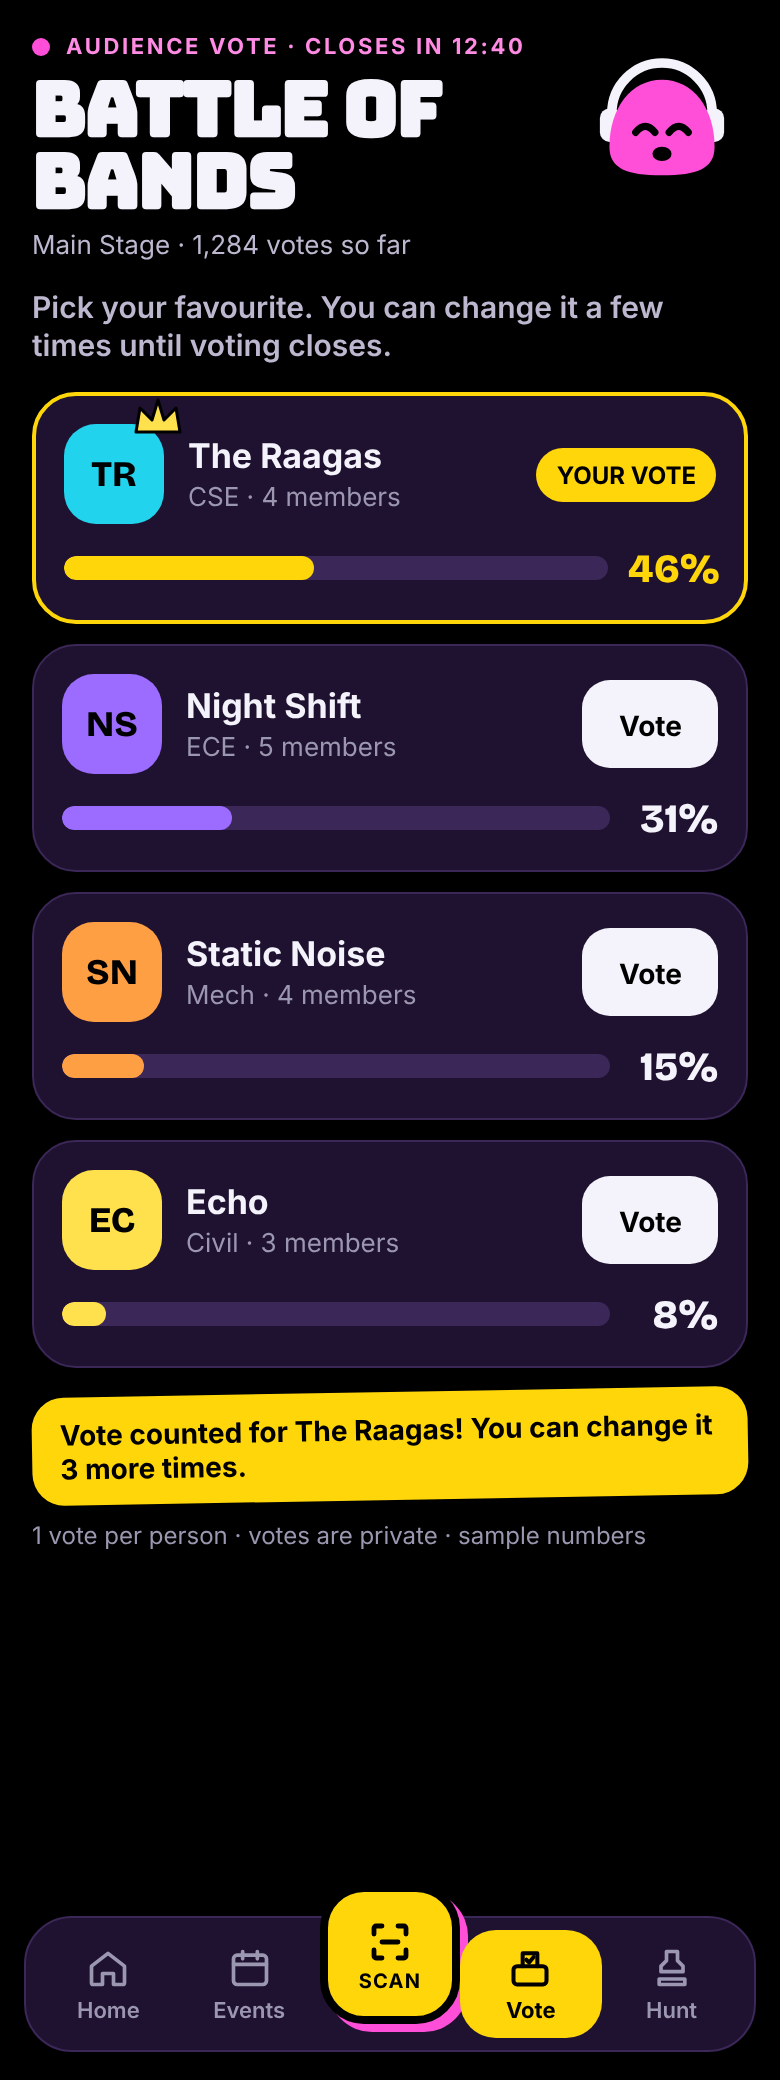 AUDIENCE VOTE · CLOSES IN 12:40
BATTLE OF
BANDS
Main Stage · 1,284 votes so far
Pick your favourite. You can change it a few
times until voting closes.
TR
The Raagas
CSE · 4 members
YOUR VOTE
46%
NS
Night Shift
ECE · 5 members
Vote
31%
SN
Static Noise
Mech · 4 members
Vote
15%
EC
Echo
Civil · 3 members
Vote
8%
Vote counted for The Raagas! You can change it
3 more times.
1 vote per person · votes are private · sample numbers
Home
Events
SCAN
Vote
Hunt